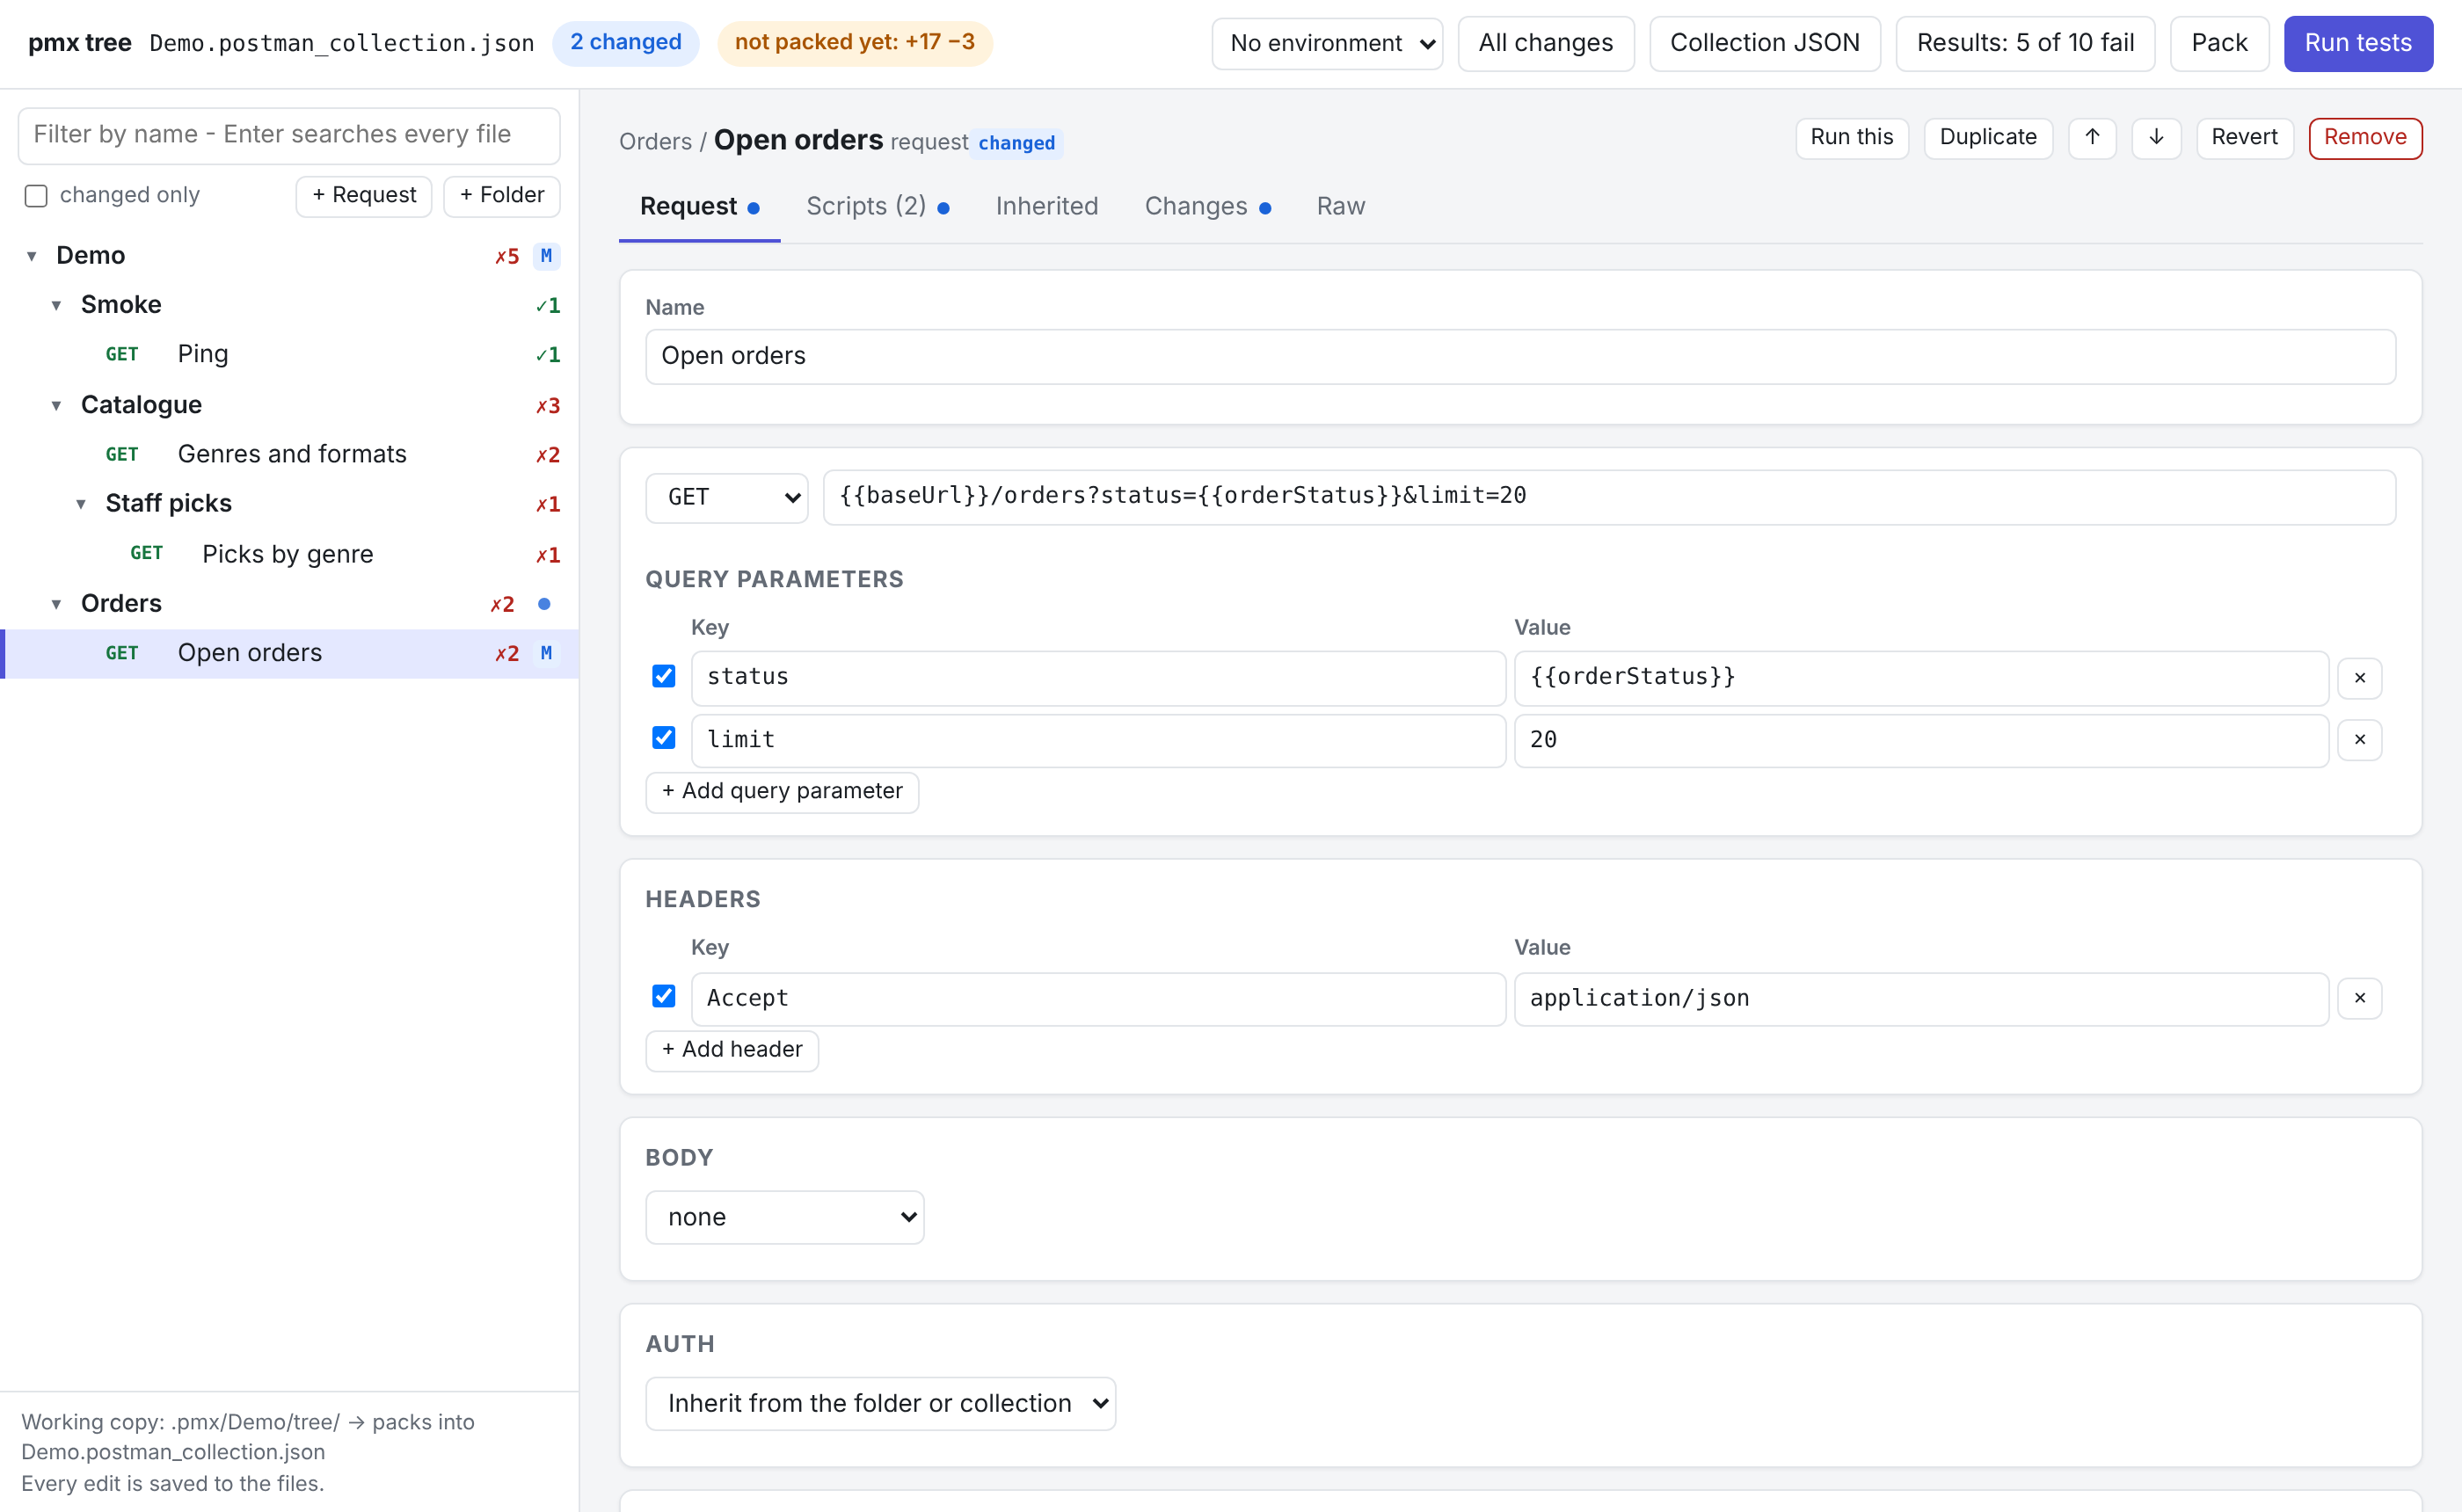 pmx tree Demo.postman_collection.json 2 changed not packed yet: +17 −3 No environment All changes Collection JSON Results: 5 of 10 fail Pack Run tests
Filter by name - Enter searches every file
changed only + Request + Folder
▾ Demo ✗5 M
▾ Smoke ✓1
GET Ping ✓1
▾ Catalogue ✗3
GET Genres and formats ✗2
▾ Staff picks ✗1
GET Picks by genre ✗1
▾ Orders ✗2
GET Open orders ✗2 M
Working copy: .pmx/Demo/tree/ → packs into
Demo.postman_collection.json
Every edit is saved to the files.
Orders / Open orders request changed Run this Duplicate ↑ ↓ Revert Remove
Request Scripts (2) Inherited Changes Raw
Name
Open orders
GET {{baseUrl}}/orders?status={{orderStatus}}&limit=20
QUERY PARAMETERS
Key Value
status {{orderStatus}} ×
limit 20 ×
+ Add query parameter
HEADERS
Key Value
Accept application/json ×
+ Add header
BODY
none
AUTH
Inherit from the folder or collection